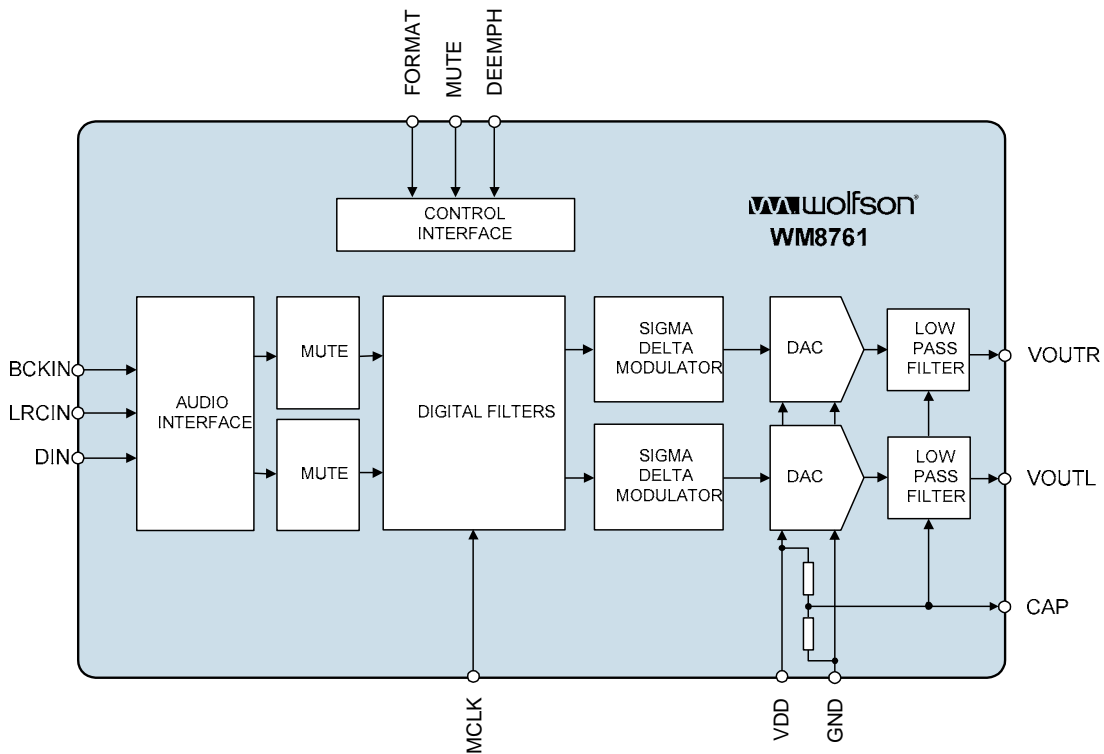 FORMAT
MUTE
DEEMPH
CONTROL
INTERFACE
wolfson®
WM8761
BCKIN
LRCIN
DIN
AUDIO
INTERFACE
MUTE
MUTE
DIGITAL FILTERS
SIGMA
DELTA
MODULATOR
SIGMA
DELTA
MODULATOR
DAC
DAC
LOW
PASS
FILTER
LOW
PASS
FILTER
VOUTR
VOUTL
CAP
MCLK
VDD
GND